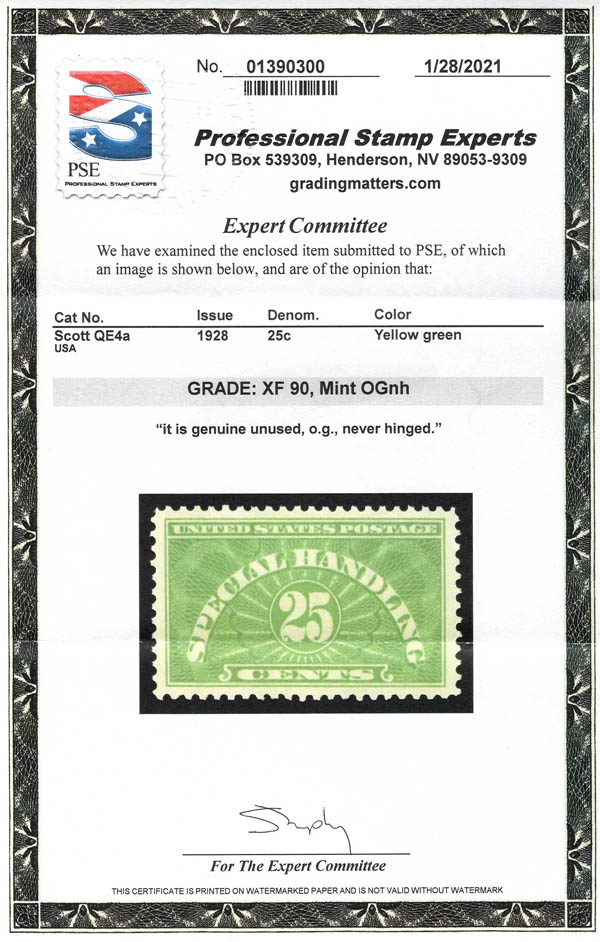 No. 01390300 1/28/2021
PSE
PROFESSIONAL STAMP EXPERTS
Professional Stamp Experts
PO Box 539309, Henderson, NV 89053-9309
gradingmatters.com
Expert Committee
We have examined the enclosed item submitted to PSE, of which
an image is shown below, and are of the opinion that:
Cat No. Issue Denom. Color
Scott QE4a 1928 25c Yellow green
USA
GRADE: XF 90, Mint OGnh
“it is genuine unused, o.g., never hinged.”
UNITED STATES POSTAGE
SPECIAL HANDLING
25
CENTS
For The Expert Committee
THIS CERTIFICATE IS PRINTED ON WATERMARKED PAPER AND IS NOT VALID WITHOUT WATERMARK